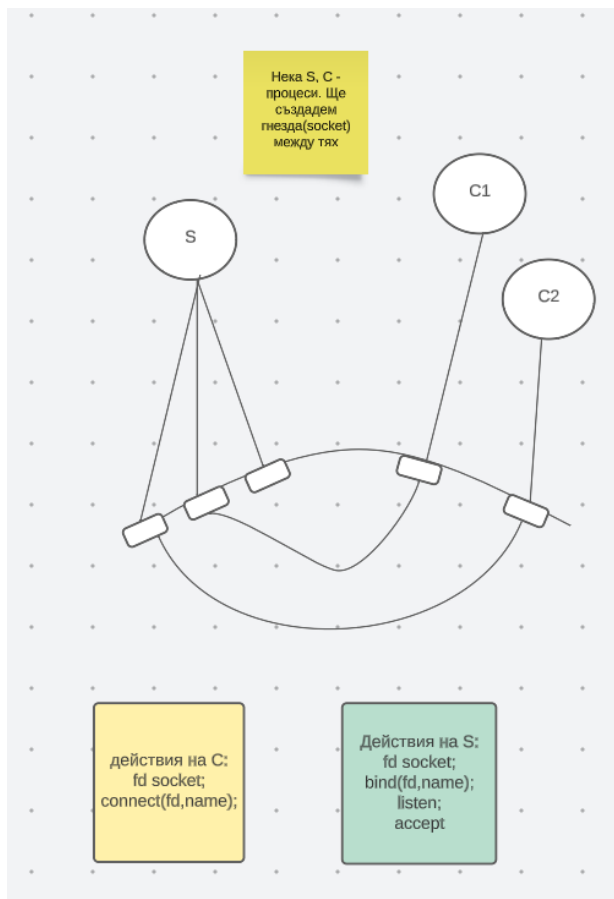 Нека S, C -
процеси. Ще
създадем
гнезда(socket)
между тях
S
C1
C2
действия на C:
fd socket;
connect(fd,name);
Действия на S:
fd socket;
bind(fd,name);
listen;
accept